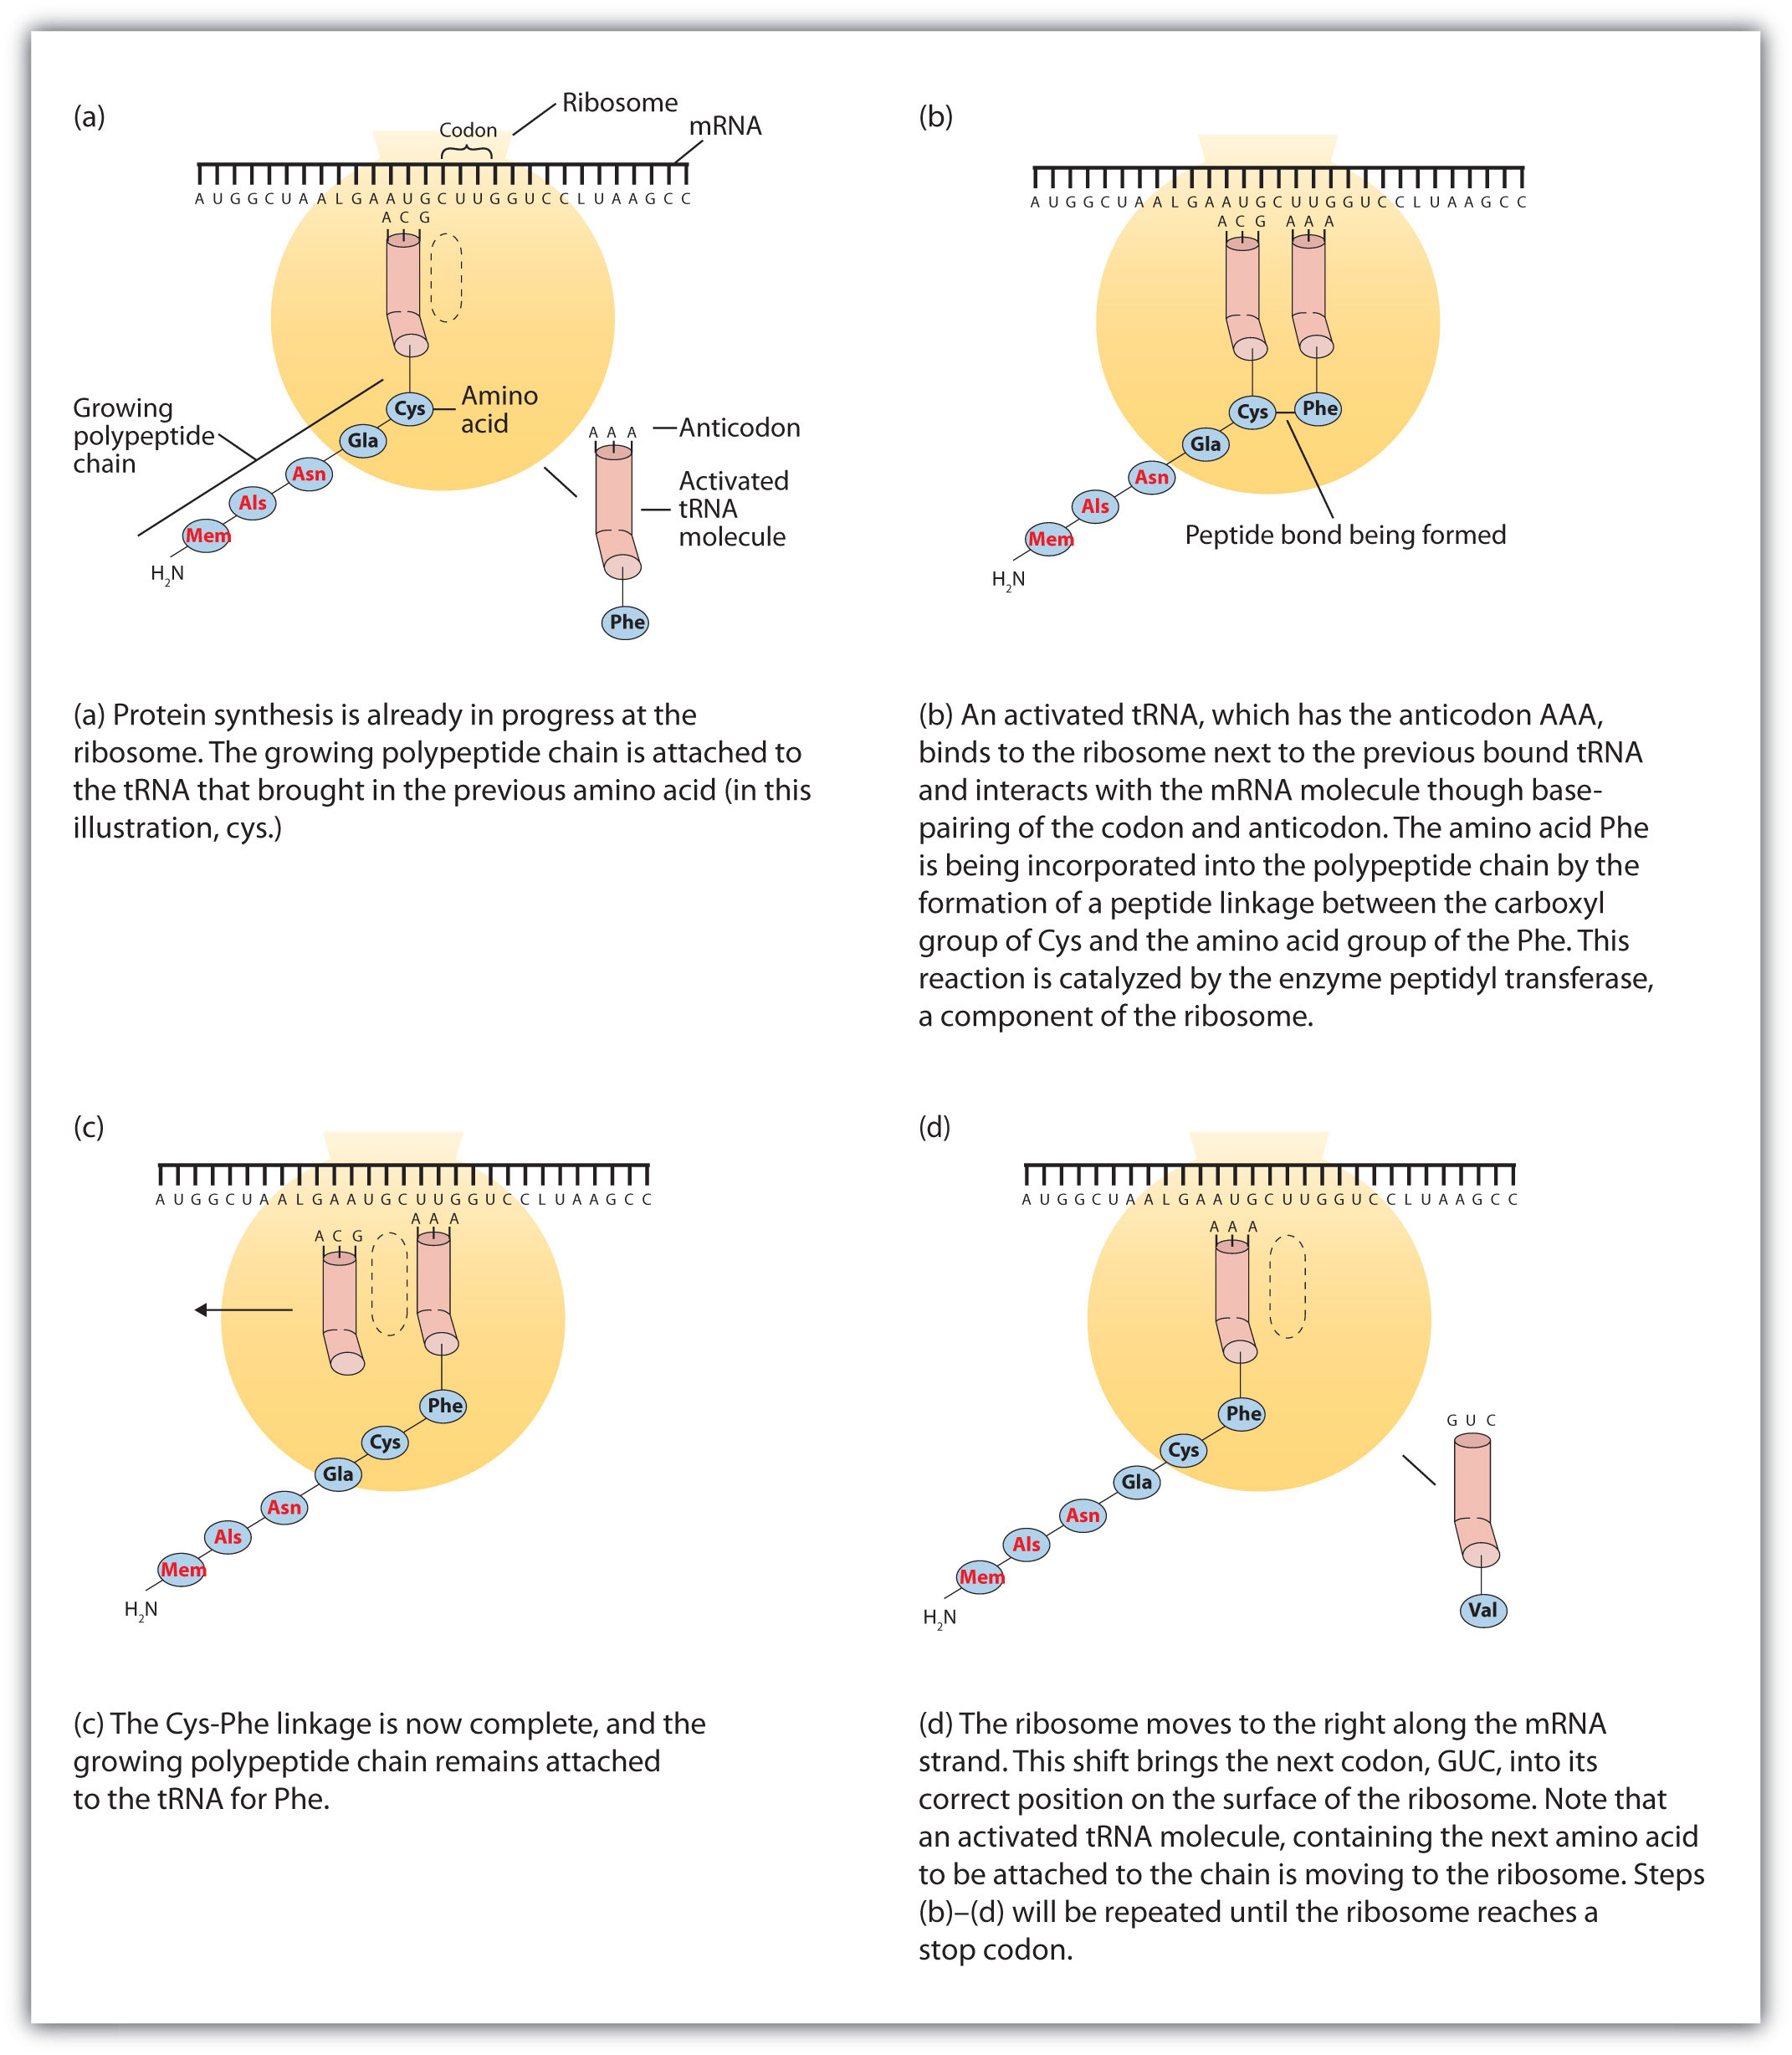 (a)
Ribosome
Codon
mRNA
A U G G C U A A L G A A U G C U U G G U C C L U A A G C C
A C G
Growing
polypeptide
chain
Cys
Amino
acid
Gla
Asn
Als
Mem
H2N
A A A
Anticodon
Activated
tRNA
molecule
Phe
(a) Protein synthesis is already in progress at the
ribosome. The growing polypeptide chain is attached to
the tRNA that brought in the previous amino acid (in this
illustration, cys.)
(b)
A U G G C U A A L G A A U G C U U G G U C C L U A A G C C
A C G A A A
Cys
Phe
Gla
Asn
Als
Mem
H2N
Peptide bond being formed
(b) An activated tRNA, which has the anticodon AAA,
binds to the ribosome next to the previous bound tRNA
and interacts with the mRNA molecule though base-
pairing of the codon and anticodon. The amino acid Phe
is being incorporated into the polypeptide chain by the
formation of a peptide linkage between the carboxyl
group of Cys and the amino acid group of the Phe. This
reaction is catalyzed by the enzyme peptidyl transferase,
a component of the ribosome.
(c)
A U G G C U A A L G A A U G C U U G G U C C L U A A G C C
A A A
A C G
Phe
Cys
Gla
Asn
Als
Mem
H2N
(c) The Cys-Phe linkage is now complete, and the
growing polypeptide chain remains attached
to the tRNA for Phe.
(d)
A U G G C U A A L G A A U G C U U G G U C C L U A A G C C
A A A
Phe
Cys
Gla
Asn
Als
Mem
H2N
G U C
Val
(d) The ribosome moves to the right along the mRNA
strand. This shift brings the next codon, GUC, into its
correct position on the surface of the ribosome. Note that
an activated tRNA molecule, containing the next amino acid
to be attached to the chain is moving to the ribosome. Steps
(b)–(d) will be repeated until the ribosome reaches a
stop codon.